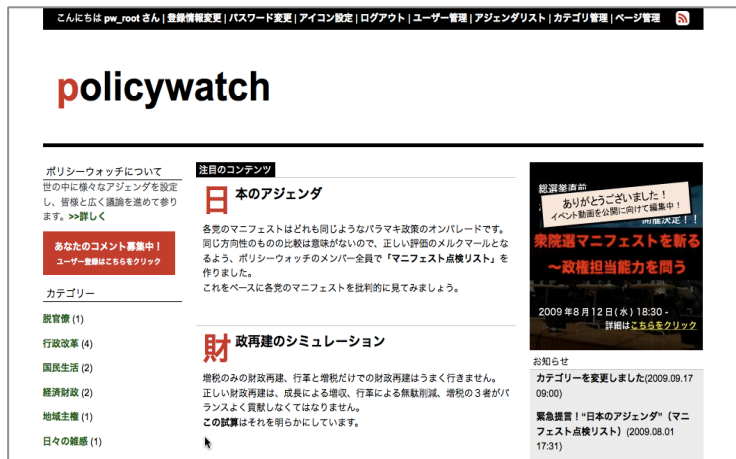 こんにちは pw_root さん | 登録情報変更 | パスワード変更 | アイコン設定 | ログアウト | ユーザー管理 | アジェンダリスト | カテゴリ管理 | ページ管理
policywatch
ポリシーウォッチについて
世の中に様々なアジェンダを設定
し、皆様と広く議論を進めて参り
ます。>>詳しく
あなたのコメント募集中！
ユーザー登録はこちらをクリック
カテゴリー
脱官僚 (1)
行政改革 (4)
国民生活 (2)
経済財政 (2)
地域主権 (1)
日々の雑感 (1)
注目のコンテンツ
日本のアジェンダ
各党のマニフェストはどれも同じようなバラマキ政策のオンパレードです。
同じ方向性のものの比較は意味がないので、正しい評価のメルクマールとな
るよう、ポリシーウォッチのメンバー全員で「マニフェスト点検リスト」を
作りました。
これをベースに各党のマニフェストを批判的に見てみましょう。
財政再建のシミュレーション
増税のみの財政再建、行革と増税だけでの財政再建はうまく行きません。
正しい財政再建は、成長による増収、行革による無駄削減、増税の３者がバ
ランスよく貢献しなくてはなりません。
この試算はそれを明らかにしています。
総選挙直前
ありがとうございました！
イベント動画を公開に向けて編集中！
開催決定！！
衆院選マニフェストを斬る
～政権担当能力を問う
2009 年8 月12 日( 水 ) 18:30 -
詳細はこちらをクリック
お知らせ
カテゴリーを変更しました(2009.09.17
09:00)
緊急提言！“日本のアジェンダ”（マニ
フェスト点検リスト）(2009.08.01
17:31)